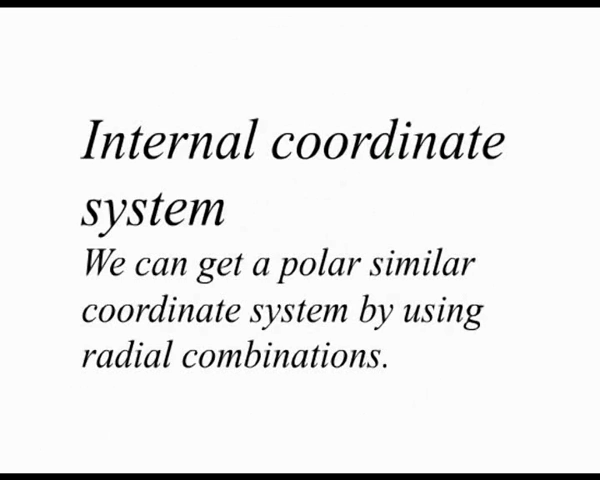 Internal coordinate
system
We can get a polar similar
coordinate system by using
radial combinations.